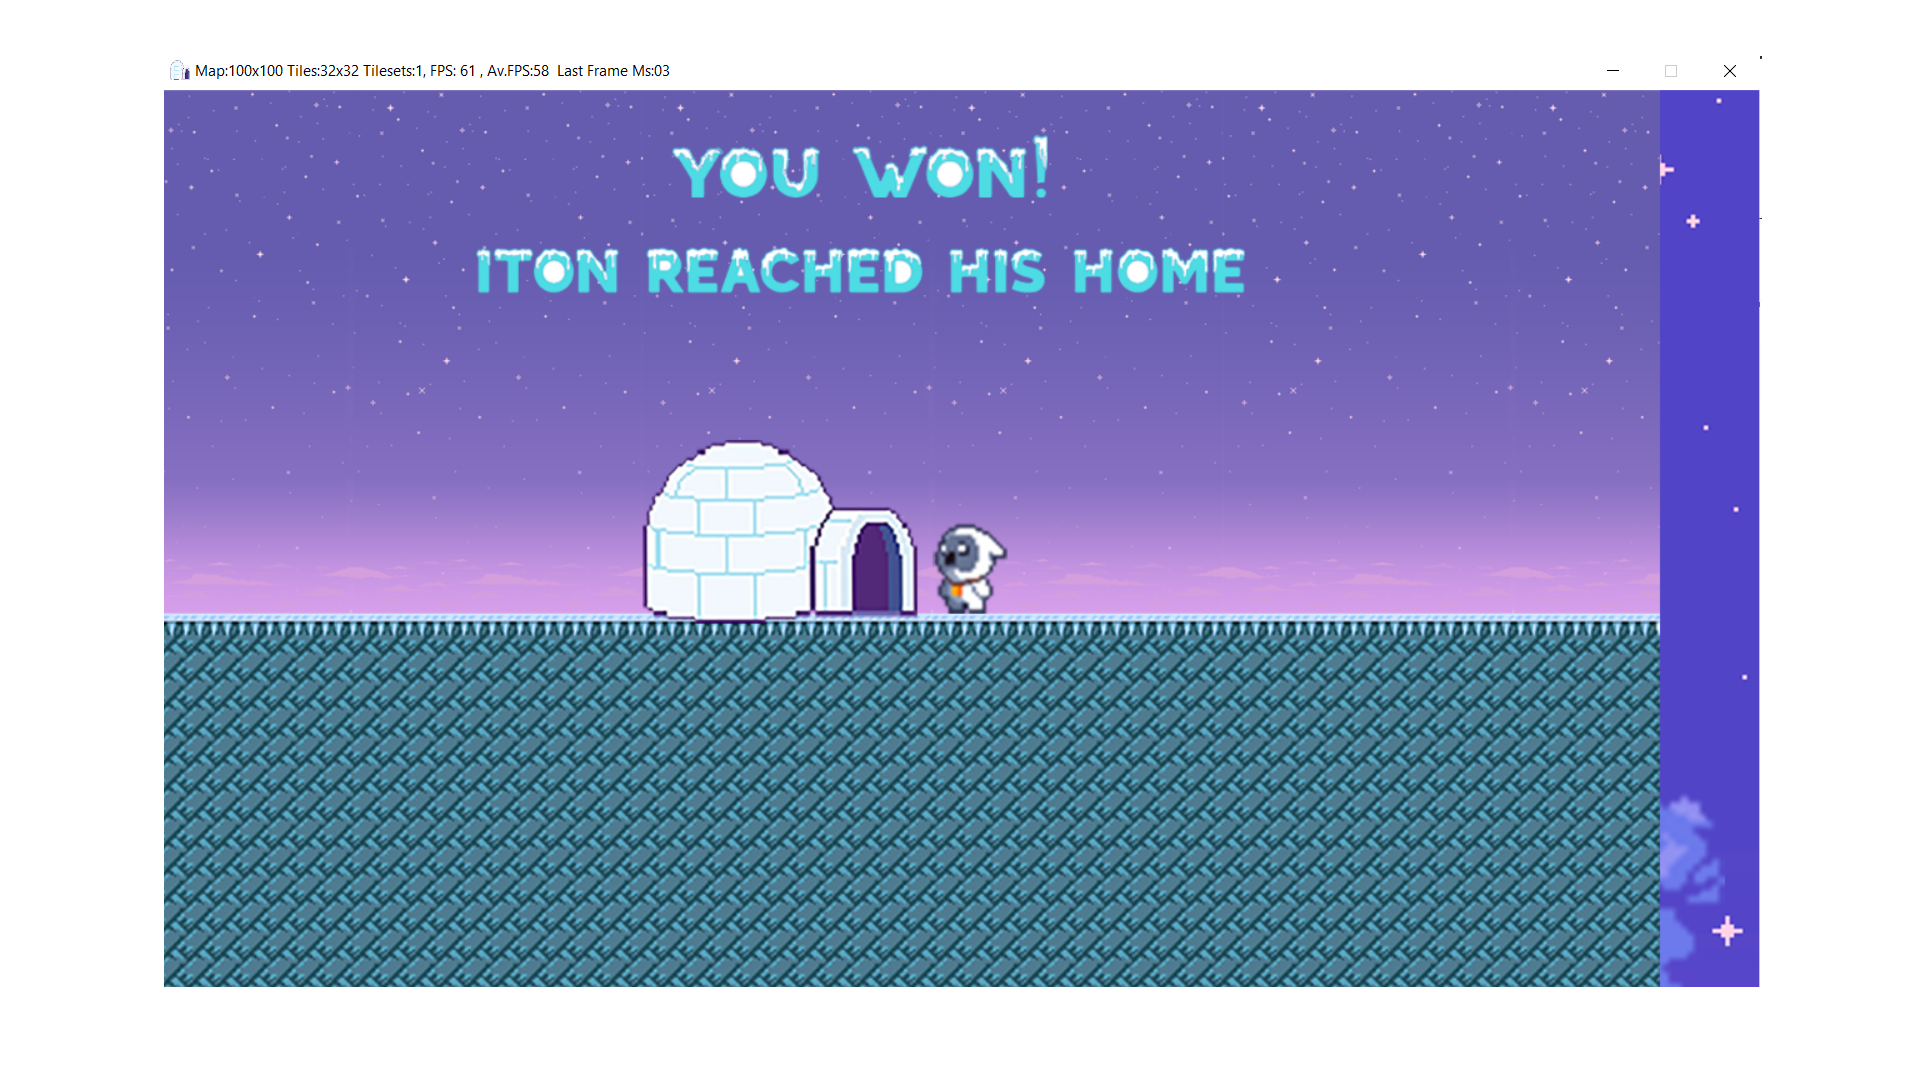 Map:100x100 Tiles:32x32 Tilesets:1, FPS: 61 , Av.FPS:58  Last Frame Ms:03
YOU WON!
ITON REACHED HIS HOME